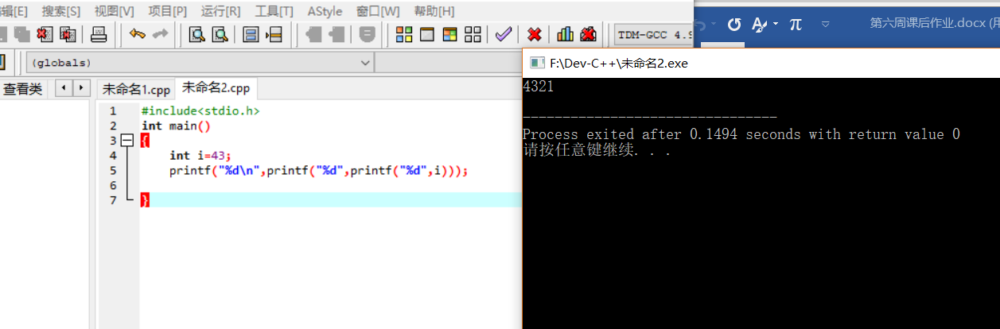 搜索[S] 视图[V] 项目[P] 运行[R] 工具[T] AStyle 窗口[W] 帮助[H]
第六周课后作业.docx
TDM-GCC 4.9
(globals)
查看类 未命名1.cpp 未命名2.cpp
1 #include<stdio.h>
2 int main()
3 {
4 int i=43;
5 printf("%d\n",printf("%d",printf("%d",i)));
6
7 }
F:\Dev-C++\未命名2.exe
4321
--------------------------------
Process exited after 0.1494 seconds with return value 0
请按任意键继续. . .